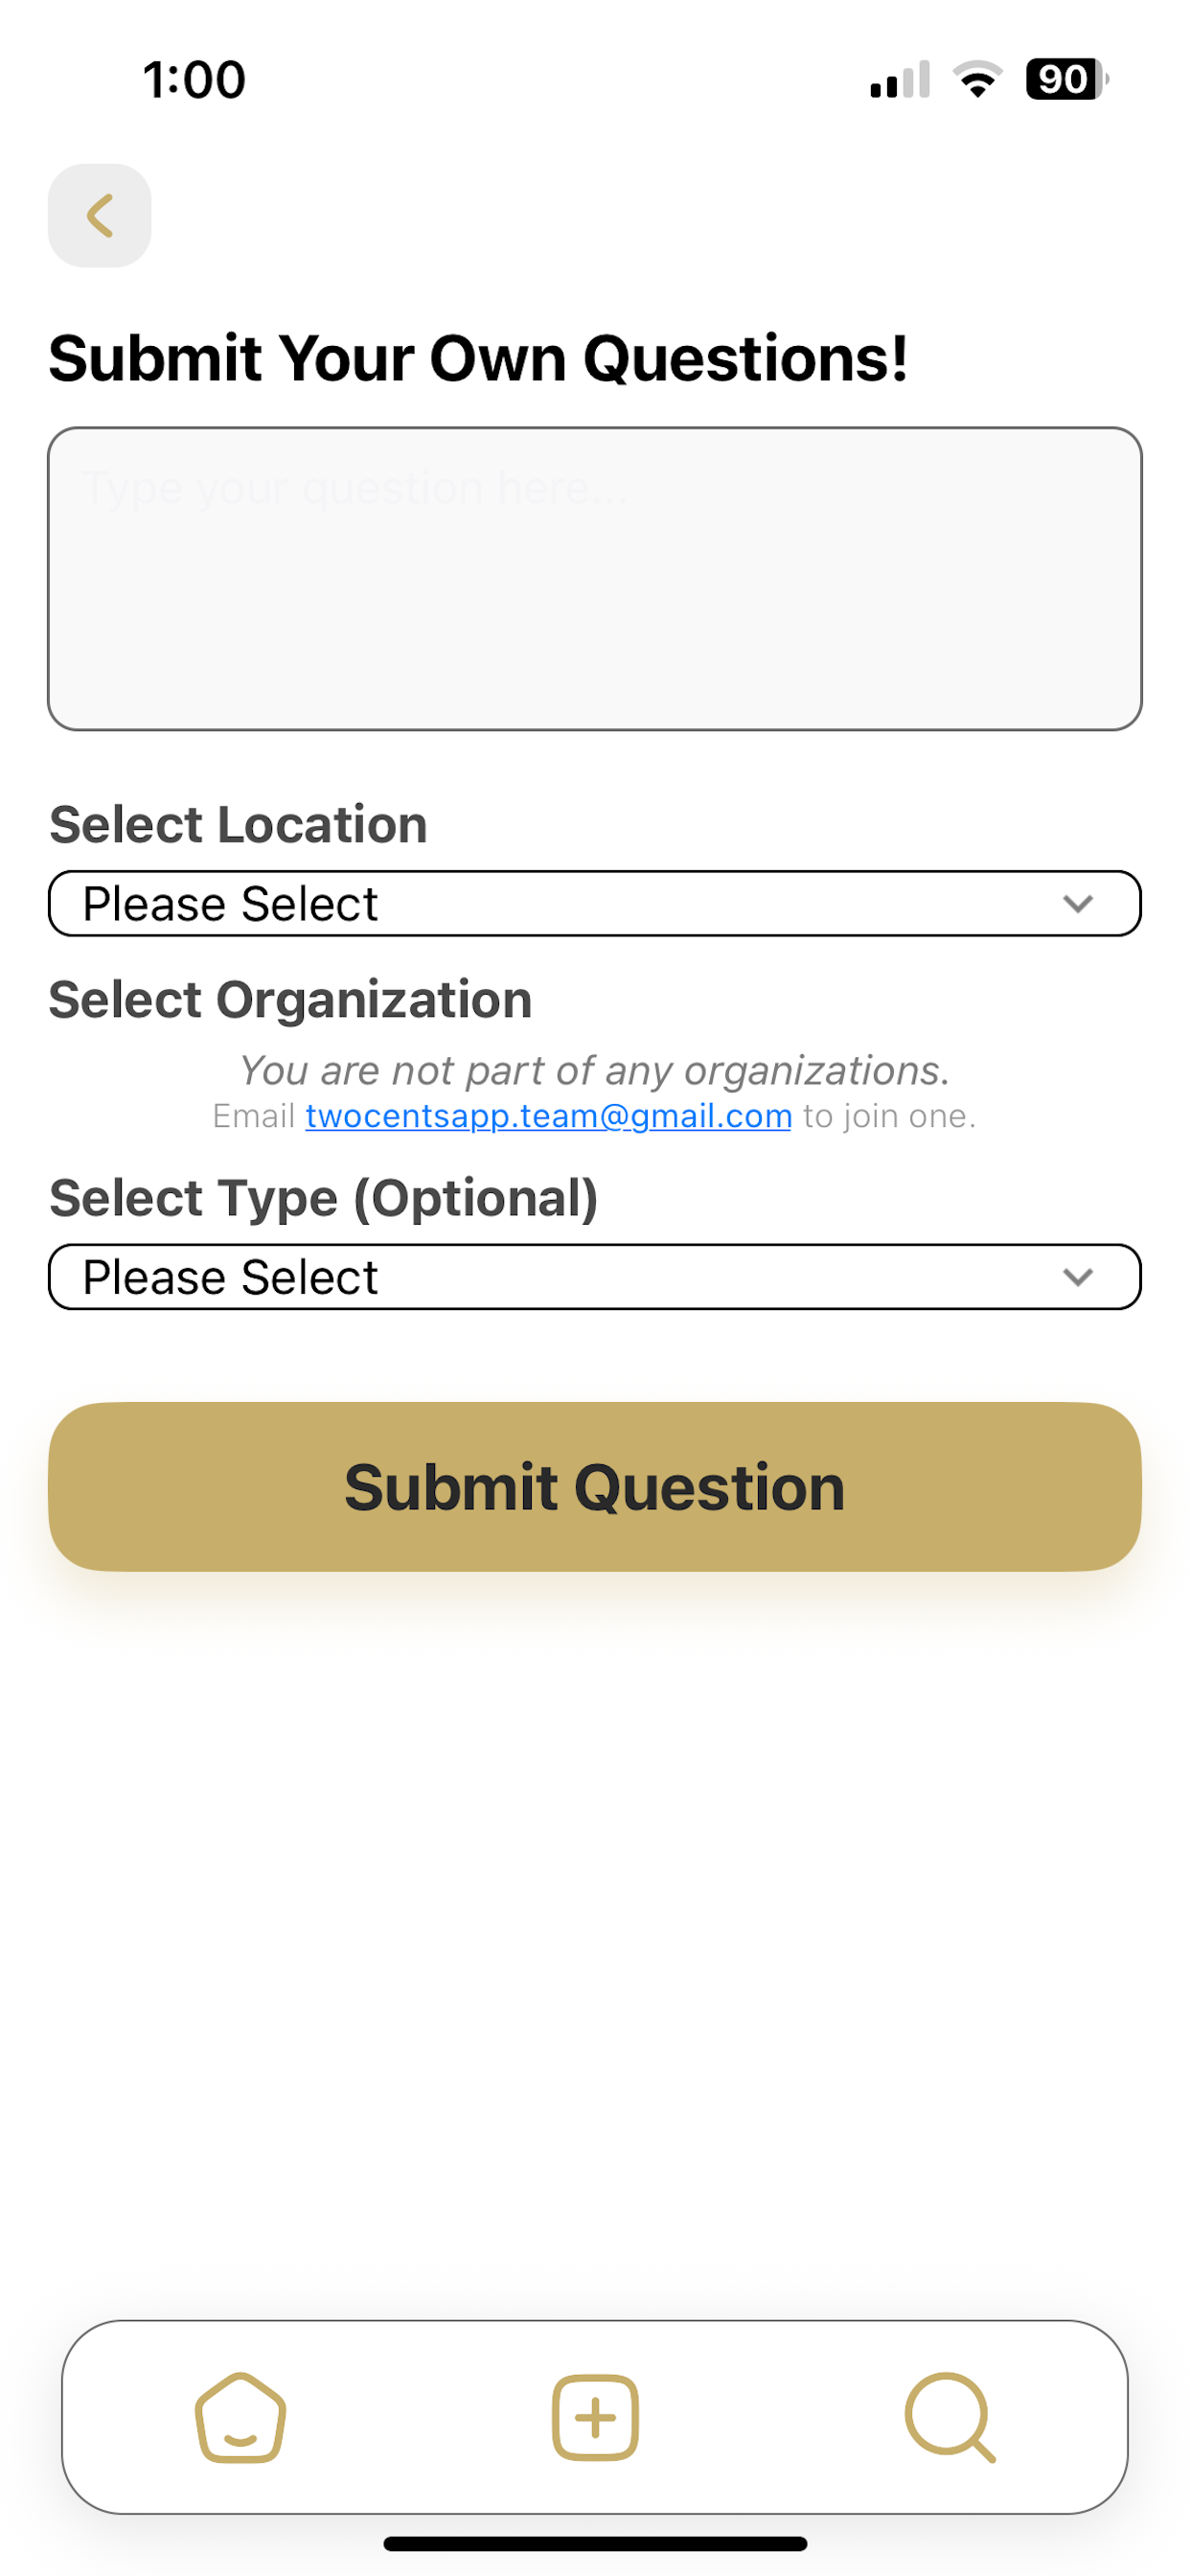 1:00
90
Submit Your Own Questions!
Type your question here...
Select Location
Please Select
Select Organization
You are not part of any organizations.
Email twocentsapp.team@gmail.com to join one.
Select Type (Optional)
Please Select
Submit Question